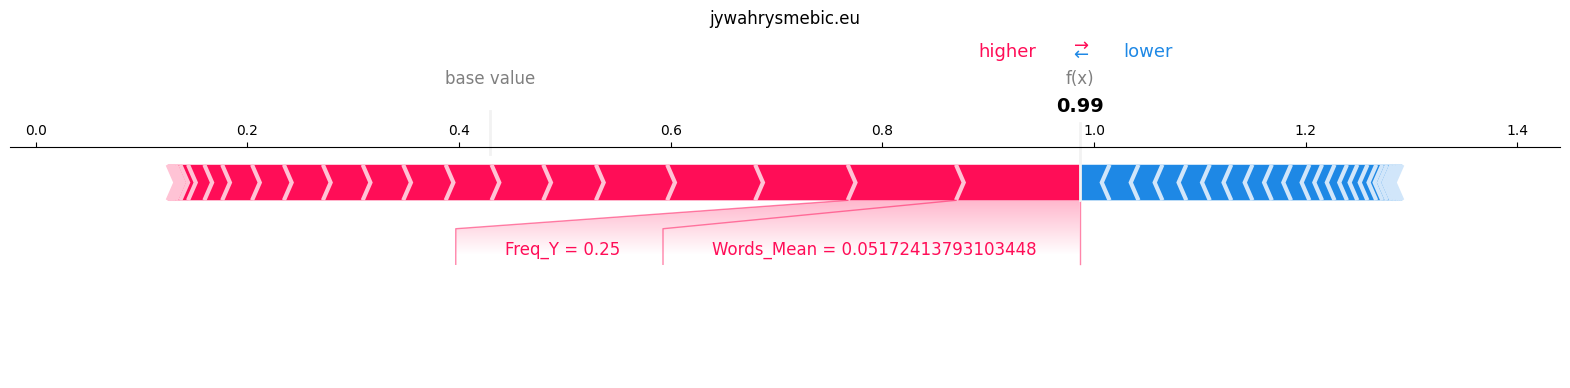 jywahrysmebic.eu
higher ⇄ lower
base value f(x)
0.99
0.0 0.2 0.4 0.6 0.8 1.0 1.2 1.4
Freq_Y = 0.25 Words_Mean = 0.05172413793103448